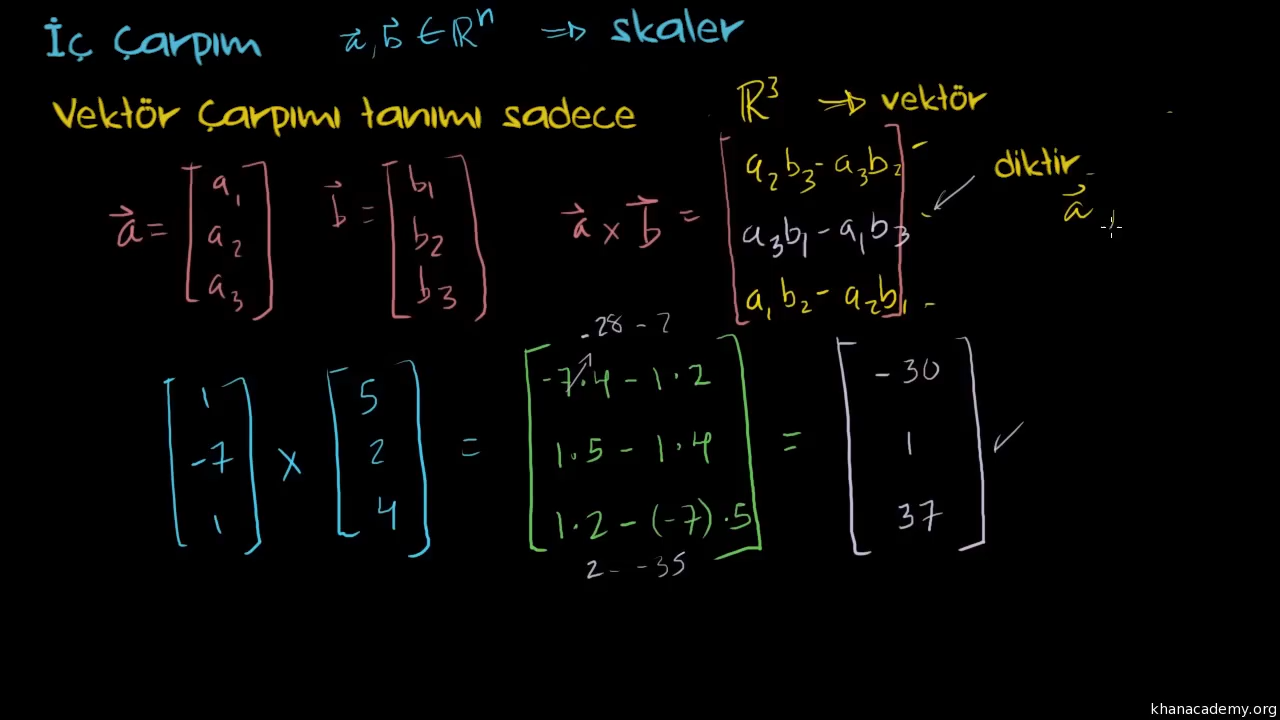 İç Çarpım a⃗, b⃗ ∈ ℝⁿ ⇒ skaler
Vektör Çarpımı tanımı sadece ℝ³ ⇒ vektör
a⃗ = [a₁ a₂ a₃] b⃗ = [b₁ b₂ b₃] a⃗ × b⃗ = [a₂b₃ - a₃b₂ a₃b₁ - a₁b₃ a₁b₂ - a₂b₁] diktir
a⃗
-28 - 2
[1 -7 1] × [5 2 4] = [-7·4 - 1·2 1·5 - 1·4 1·2 - (-7)·5] = [-30 1 37]
2 - -35
khanacademy.org